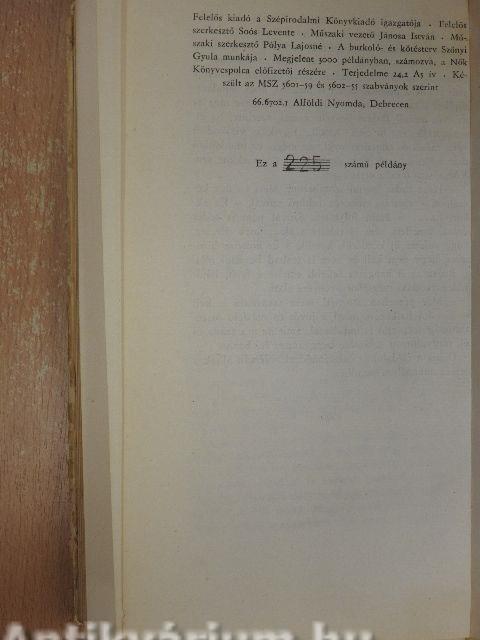 Felelős kiadó a Szépirodalmi Könyvkiadó igazgatója · Felelős
szerkesztő Soós Levente · Műszaki vezető Jánosa István · Mű-
szaki szerkesztő Pólya Lajosné · A burkoló- és kötésterv Szőnyi
Gyula munkája · Megjelent 3000 példányban, számozva, a Nők
Könyvespolca előfizetői részére · Terjedelme 24,2 A5 ív · Ké-
szült az MSZ 5601–59 és 5602–55 szabványok szerint
66.6702.1 Alföldi Nyomda, Debrecen
Ez a 225 számú példány
Antikvárium.hu